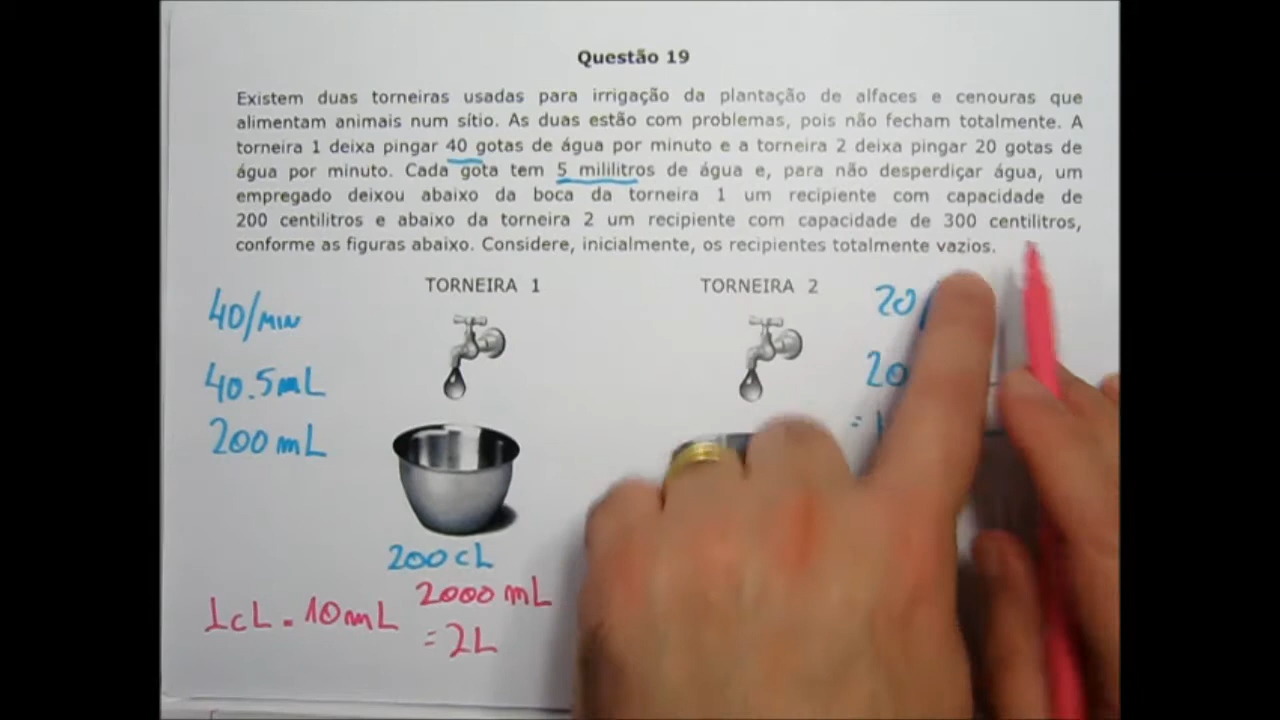 Questão 19
Existem duas torneiras usadas para irrigação da plantação de alfaces e cenouras que
alimentam animais num sítio. As duas estão com problemas, pois não fecham totalmente. A
torneira 1 deixa pingar 40 gotas de água por minuto e a torneira 2 deixa pingar 20 gotas de
água por minuto. Cada gota tem 5 mililitros de água e, para não desperdiçar água, um
empregado deixou abaixo da boca da torneira 1 um recipiente com capacidade de
200 centilitros e abaixo da torneira 2 um recipiente com capacidade de 300 centilitros,
conforme as figuras abaixo. Considere, inicialmente, os recipientes totalmente vazios.
TORNEIRA 1
TORNEIRA 2
40/MIN
40.5mL
200mL
200cL
2000mL
= 2L
1cL = 10mL
20
20